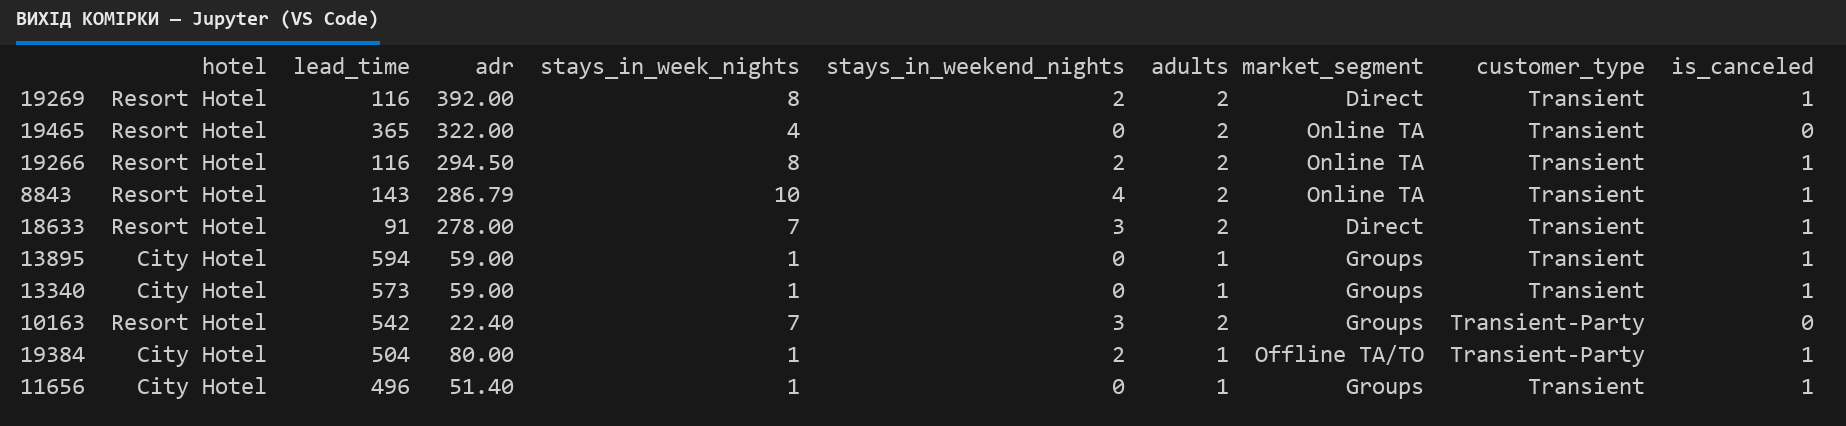 ВИХІД КОМІРКИ — Jupyter (VS Code)
hotel lead_time adr stays_in_week_nights stays_in_weekend_nights adults market_segment customer_type is_canceled
19269 Resort Hotel 116 392.00 8 2 2 Direct Transient 1
19465 Resort Hotel 365 322.00 4 0 2 Online TA Transient 0
19266 Resort Hotel 116 294.50 8 2 2 Online TA Transient 1
8843 Resort Hotel 143 286.79 10 4 2 Online TA Transient 1
18633 Resort Hotel 91 278.00 7 3 2 Direct Transient 1
13895 City Hotel 594 59.00 1 0 1 Groups Transient 1
13340 City Hotel 573 59.00 1 0 1 Groups Transient 1
10163 Resort Hotel 542 22.40 7 3 2 Groups Transient-Party 0
19384 City Hotel 504 80.00 1 2 1 Offline TA/TO Transient-Party 1
11656 City Hotel 496 51.40 1 0 1 Groups Transient 1